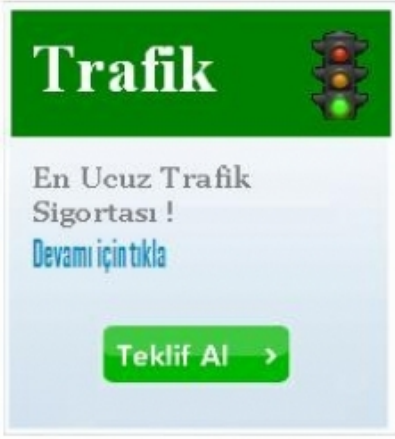 Trafik
En Ucuz Trafik
Sigortası !
Devamı için tıkla
Teklif Al